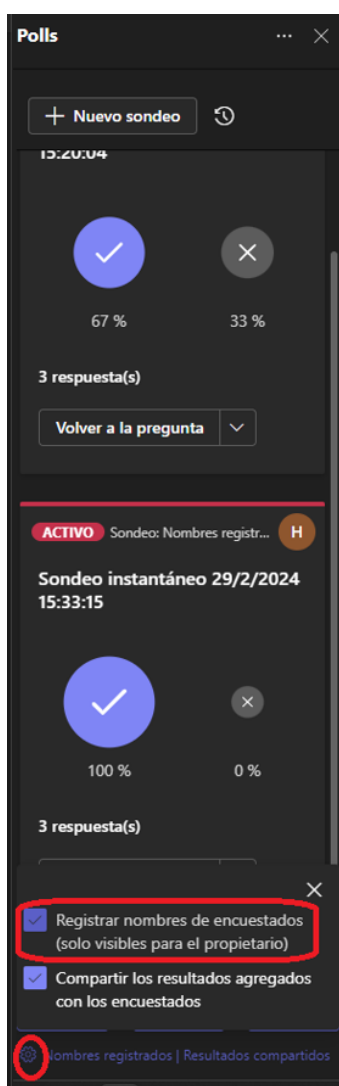 Polls
Nuevo sondeo
15:20:04
67 %
33 %
3 respuesta(s)
Volver a la pregunta
ACTIVO Sondeo: Nombres registr... H
Sondeo instantáneo 29/2/2024
15:33:15
100 %
0 %
3 respuesta(s)
Registrar nombres de encuestados
(solo visibles para el propietario)
Compartir los resultados agregados
con los encuestados
Nombres registrados | Resultados compartidos